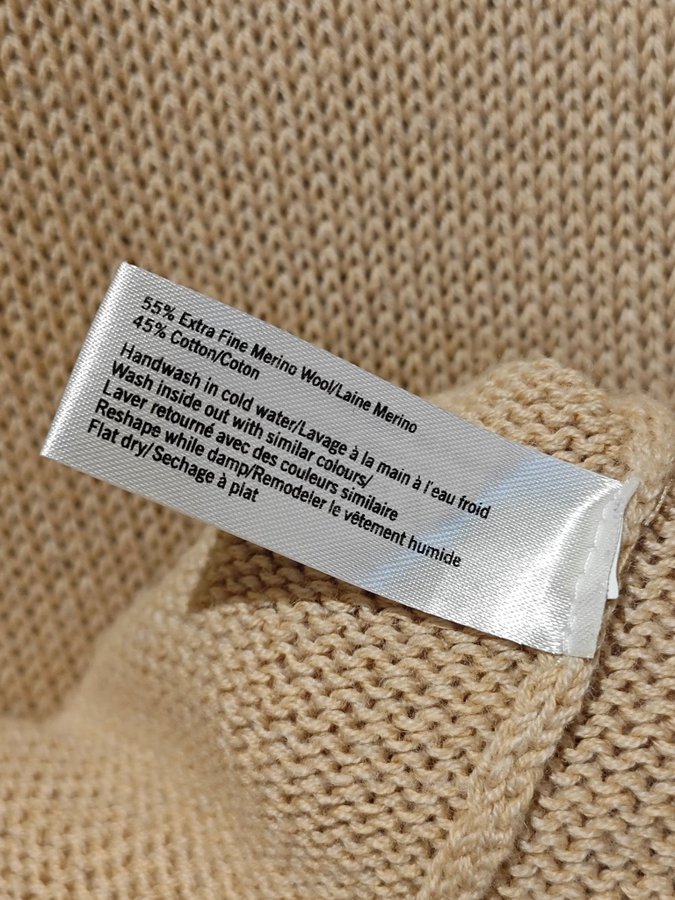 55% Extra Fine Merino Wool/Laine Merino
45% Cotton/Coton
Handwash in cold water/Lavage à la main à l'eau froid
Wash inside out with similar colours/
Laver retourné avec des couleurs similaire
Reshape while damp/Remodeler le vêtement humide
Flat dry/Sechage à plat